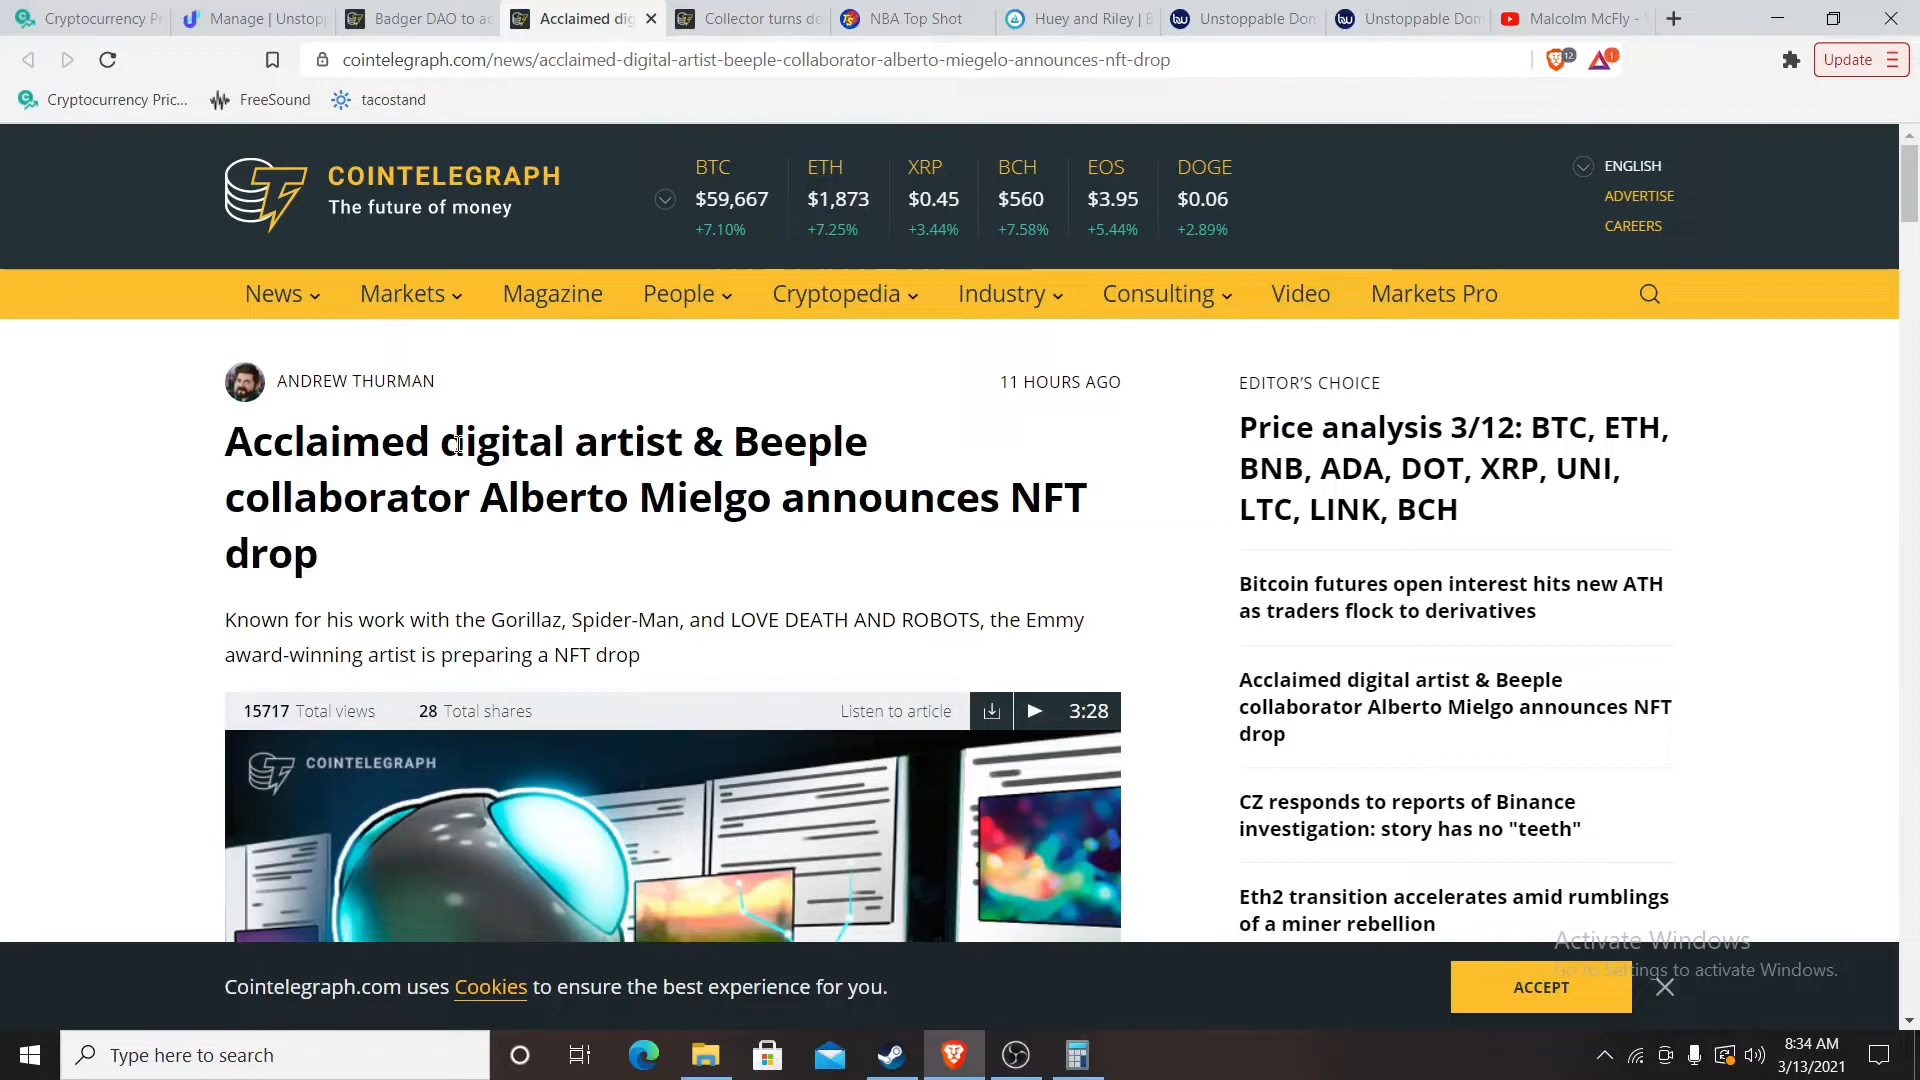 Cryptocurrency Pr
Manage | Unstopp
Badger DAO to ac
Acclaimed dig
Collector turns do
NBA Top Shot
Huey and Riley | E
Unstoppable Don
Unstoppable Don
Malcolm McFly -
cointelegraph.com/news/acclaimed-digital-artist-beeple-collaborator-alberto-miegelo-announces-nft-drop
12
1
Update
Cryptocurrency Pric...
FreeSound
tacostand
COINTELEGRAPH
The future of money
BTC ETH XRP BCH EOS DOGE
$59,667 $1,873 $0.45 $560 $3.95 $0.06
+7.10% +7.25% +3.44% +7.58% +5.44% +2.89%
ENGLISH
ADVERTISE
CAREERS
News Markets Magazine People Cryptopedia Industry Consulting Video Markets Pro
ANDREW THURMAN
11 HOURS AGO
Acclaimed digital artist & Beeple
collaborator Alberto Mielgo announces NFT
drop
Known for his work with the Gorillaz, Spider-Man, and LOVE DEATH AND ROBOTS, the Emmy
award-winning artist is preparing a NFT drop
15717 Total views 28 Total shares Listen to article 3:28
COINTELEGRAPH
EDITOR'S CHOICE
Price analysis 3/12: BTC, ETH,
BNB, ADA, DOT, XRP, UNI,
LTC, LINK, BCH
Bitcoin futures open interest hits new ATH
as traders flock to derivatives
Acclaimed digital artist & Beeple
collaborator Alberto Mielgo announces NFT
drop
CZ responds to reports of Binance
investigation: story has no "teeth"
Eth2 transition accelerates amid rumblings
of a miner rebellion
Activate Windows
Go to Settings to activate Windows.
Cointelegraph.com uses Cookies to ensure the best experience for you.
ACCEPT
Type here to search
8:34 AM
3/13/2021